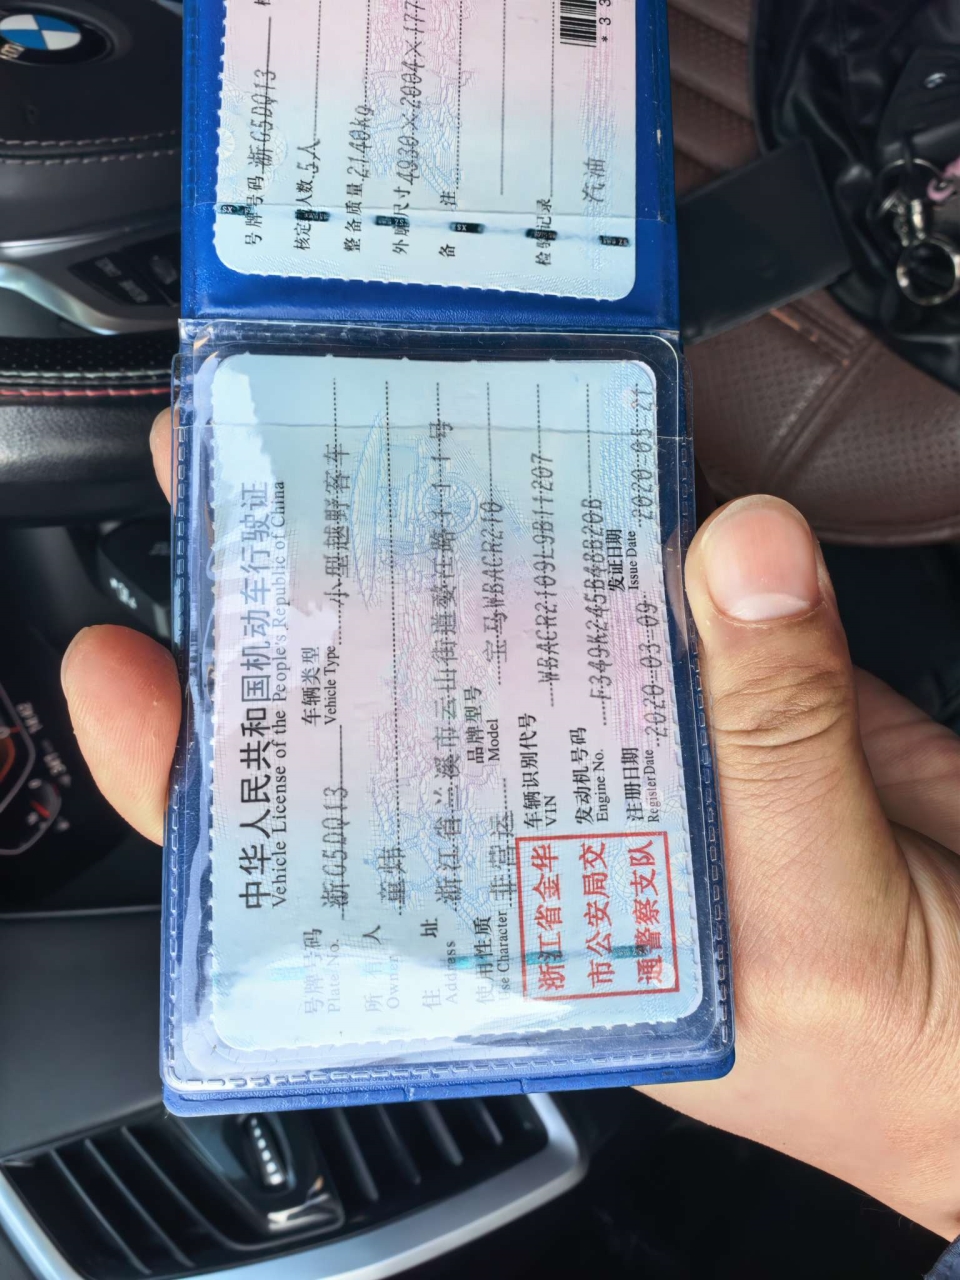 中华人民共和国机动车行驶证
Vehicle License of the People's Republic of China
号牌号码 浙G5DQ13 车辆类型 小型越野客车
Plate No. Vehicle Type
所 人
Owner
住 址 浙江省兰溪市云山街道
Address
使用性质 非营运 品牌型号 宝马WBACR210
Use Character Model
浙江省金华
市公安局交
通警察支队
车辆识别代号 WBACR2109L9B11207
VIN
发动机号码
Engine No.
注册日期 2020-03-09 发证日期 2020-05-21
Register Date Issue Date
号牌号码 浙G5DQ13
核定 人数 5人
整备质量 2140kg
外廓尺寸 4930×2004×177
备 注
检验记录
汽油
*33